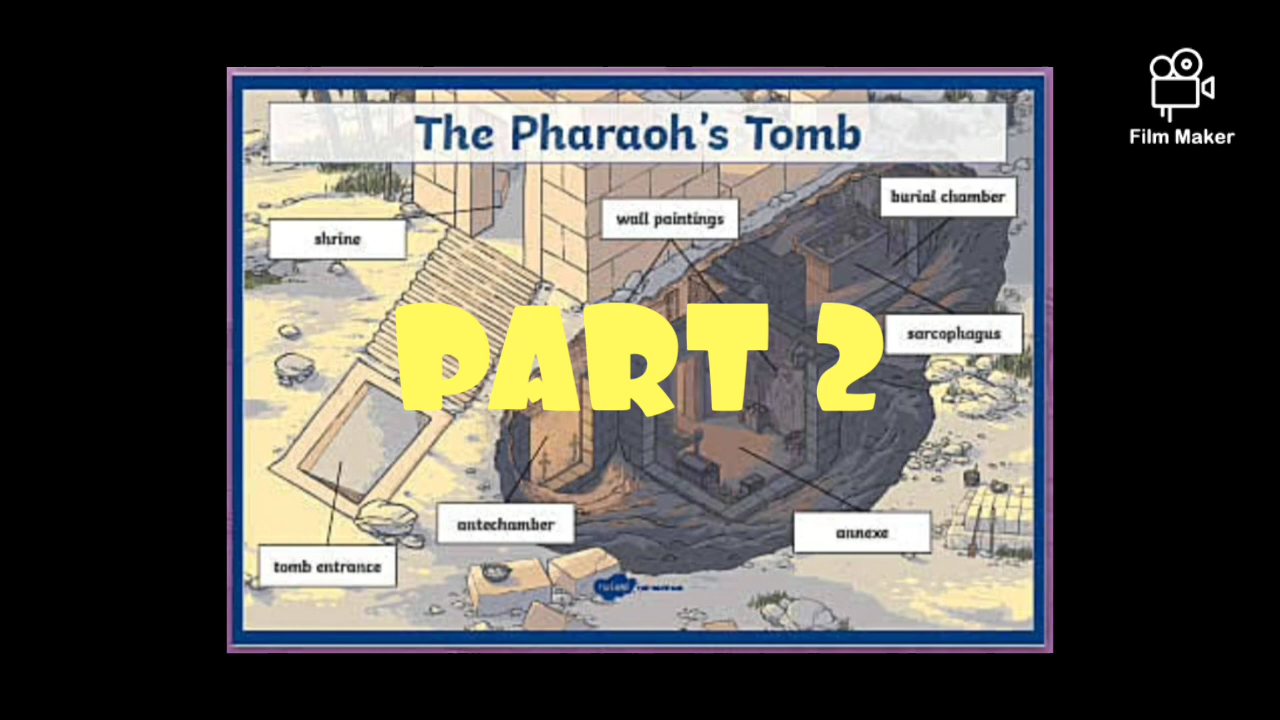 Film Maker
The Pharaoh's Tomb
burial chamber
wall paintings
shrine
PART 2
sarcophagus
antechamber
annexe
tomb entrance